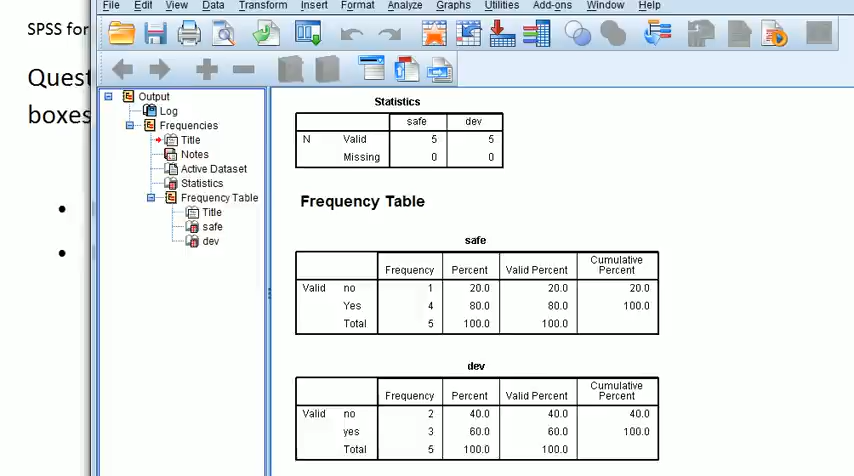 File Edit View Data Transform Insert Format Analyze Graphs Utilities Add-ons Window Help
SPSS for
Quest
boxes
Output
Log
Frequencies
Title
Notes
Active Dataset
Statistics
Frequency Table
Title
safe
dev
Statistics
safe dev
N Valid 5 5
Missing 0 0
Frequency Table
safe
Frequency Percent Valid Percent Cumulative Percent
Valid no 1 20.0 20.0 20.0
Yes 4 80.0 80.0 100.0
Total 5 100.0 100.0
dev
Frequency Percent Valid Percent Cumulative Percent
Valid no 2 40.0 40.0 40.0
yes 3 60.0 60.0 100.0
Total 5 100.0 100.0